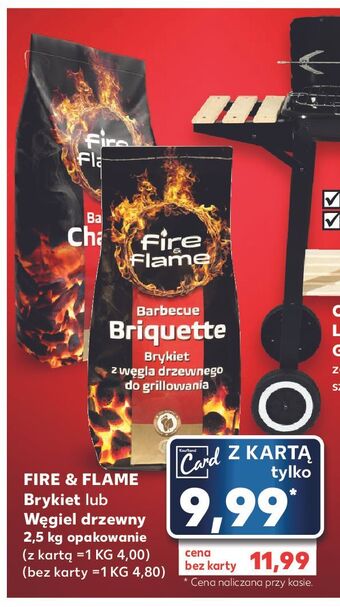 fire
&
flame
Ba
Cha
fire
&
flame
Barbecue
Briquette
Brykiet
z węgla drzewnego
do grillowania
FIRE & FLAME
Brykiet lub
Węgiel drzewny
2,5 kg opakowanie
(z kartą =1 KG 4,00)
(bez karty =1 KG 4,80)
Kaufland
Card
Z KARTĄ
tylko
9,99*
cena
bez karty
11,99
* Cena naliczana przy kasie.
L
G
z
s